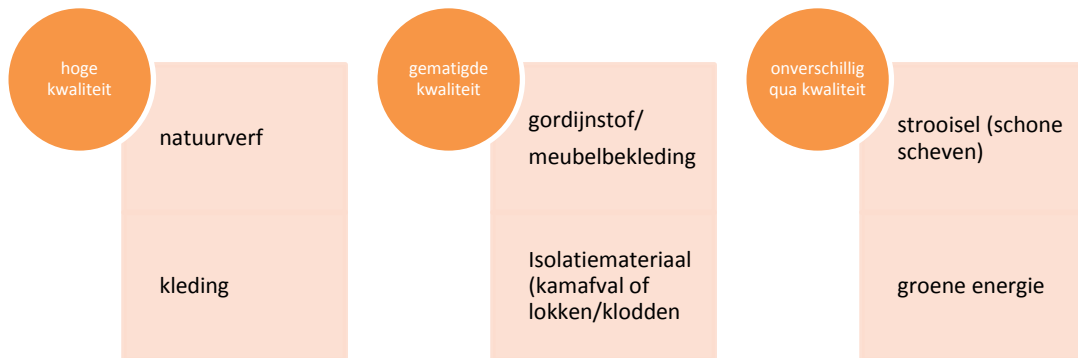 hoge
kwaliteit
natuurverf
kleding
gematigde
kwaliteit
gordijnstof/
meubelbekleding
Isolatiemateriaal
(kamafval of
lokken/klodden
onverschillig
qua kwaliteit
strooisel (schone
scheven)
groene energie